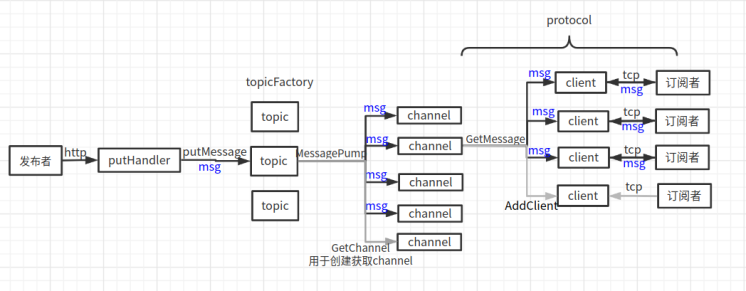 protocol
topicFactory
topic
topic
topic
发布者
http
putHandler
putMessage
msg
MessagePump
msg
channel
msg
channel
msg
channel
msg
channel
channel
GetChannel
用于创建获取channel
GetMessage
msg
client
tcp
msg
订阅者
msg
client
tcp
msg
订阅者
msg
client
tcp
msg
订阅者
AddClient
client
tcp
订阅者